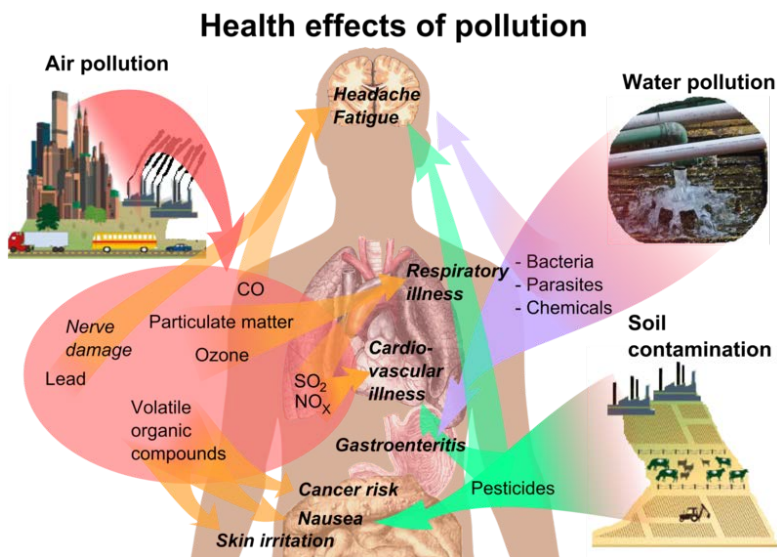 Health effects of pollution
Air pollution
Water pollution
Headache
Fatigue
- Bacteria
- Parasites
- Chemicals
Respiratory
illness
CO
Particulate matter
Nerve
damage
Ozone
Lead
Cardio-
vascular
illness
SO₂
NOₓ
Soil
contamination
Volatile
organic
compounds
Gastroenteritis
Pesticides
Cancer risk
Nausea
Skin irritation